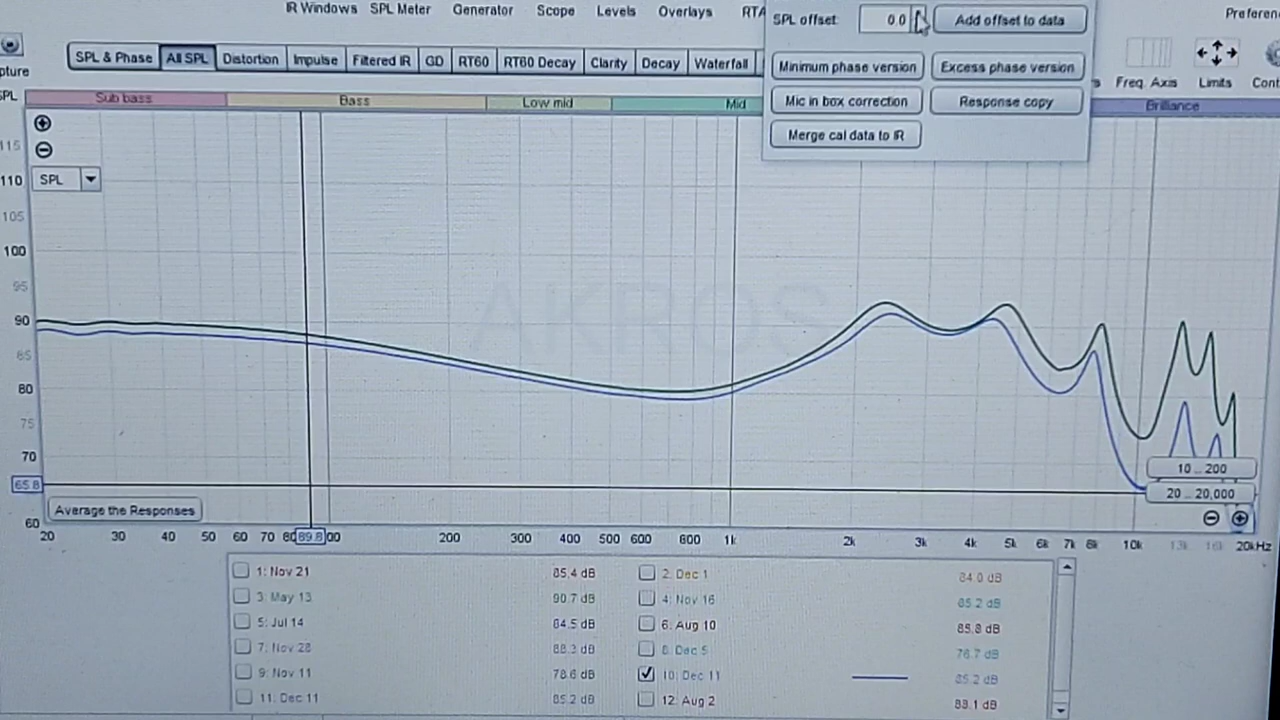 IR Windows SPL Meter Generator Scope Levels Overlays RTA
SPL offset: 0.0 Add offset to data
Preferen
pture
SPL & Phase All SPL Distortion Impulse Filtered IR GD RT60 RT60 Decay Clarity Decay Waterfall
Minimum phase version Excess phase version
Mic in box correction Response copy
Merge cal data to IR
s Freq. Axis Limits Cont
SPL
Sub bass Bass Low mid Mid Brilliance
115
SPL
110
105
100
95
AKROS
90
85
80
75
70
65.8
60
10 .. 200
20 .. 20,000
Average the Responses
20 30 40 50 60 70 80 89.8 00 200 300 400 500 600 800 1k 2k 3k 4k 5k 6k 7k 8k 10k 13k 16k 20kHz
1: Nov 21 85.4 dB 2: Dec 1 84.0 dB
3: May 13 90.7 dB 4: Nov 16 85.2 dB
5: Jul 14 84.5 dB 6: Aug 10 85.8 dB
7: Nov 28 88.3 dB 8: Dec 5 76.7 dB
9: Nov 11 78.6 dB 10: Dec 11 85.2 dB
11: Dec 11 85.2 dB 12: Aug 2 83.1 dB